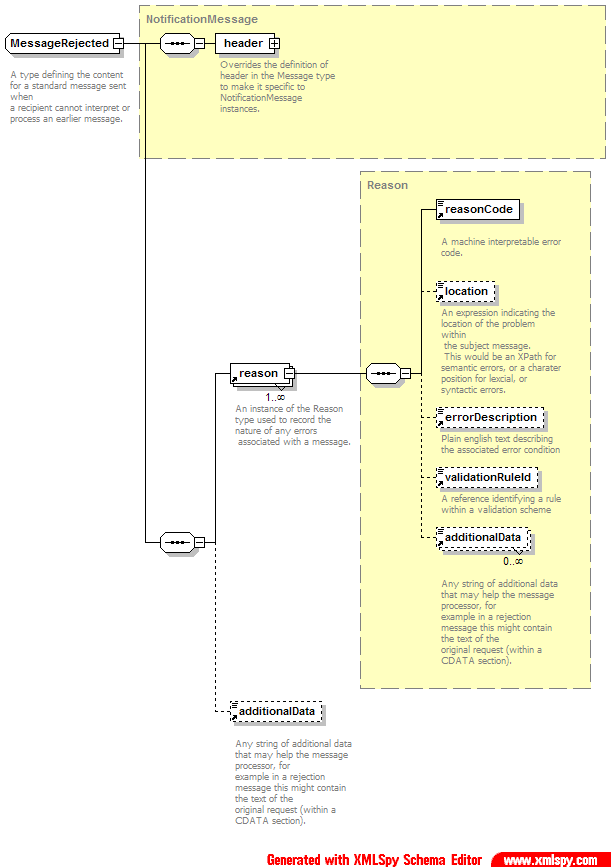 NotificationMessage
MessageRejected
header
A type defining the content
for a standard message sent
when
a recipient cannot interpret or
process an earlier message.
Overrides the definition of
header in the Message type
to make it specific to
NotificationMessage
instances.
Reason
reasonCode
A machine interpretable error
code.
location
An expression indicating the
location of the problem
within
the subject message.
This would be an XPath for
semantic errors, or a charater
position for lexcial, or
syntactic errors.
reason
1..∞
An instance of the Reason
type used to record the
nature of any errors
associated with a message.
errorDescription
Plain english text describing
the associated error condition
validationRuleId
A reference identifying a rule
within a validation scheme
additionalData
0..∞
Any string of additional data
that may help the message
processor, for
example in a rejection
message this might contain
the text of the
original request (within a
CDATA section).
additionalData
Any string of additional data
that may help the message
processor, for
example in a rejection
message this might contain
the text of the
original request (within a
CDATA section).
Generated with XMLSpy Schema Editor www.xmlspy.com